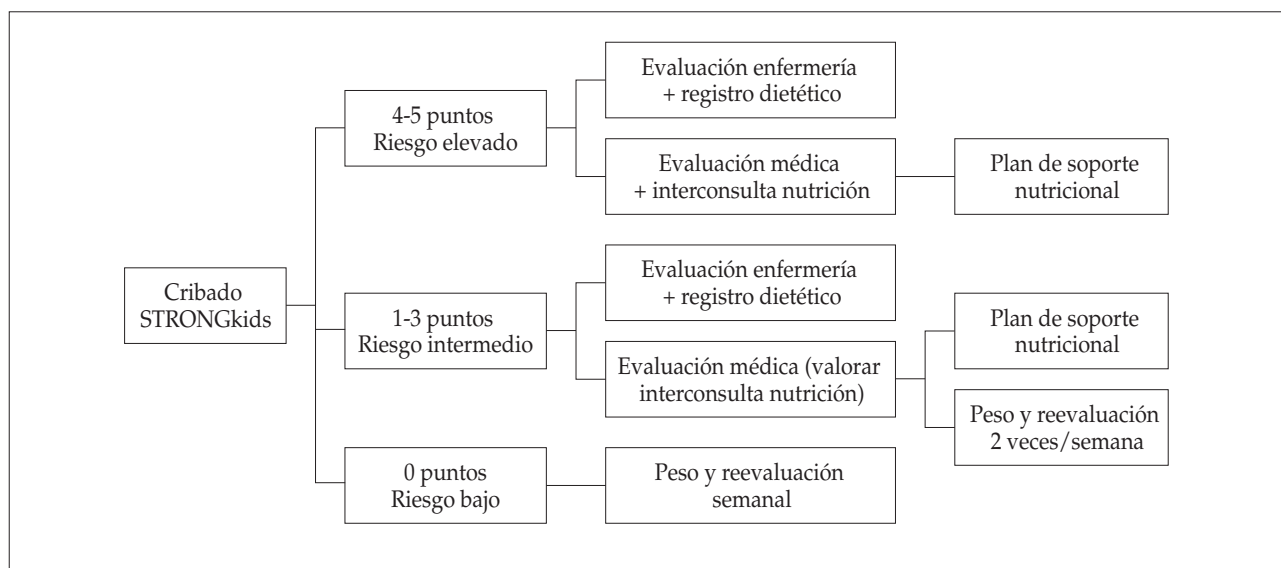 Cribado
STRONGkids
4-5 puntos
Riesgo elevado
Evaluación enfermería
+ registro dietético
Evaluación médica
+ interconsulta nutrición
Plan de soporte
nutricional
1-3 puntos
Riesgo intermedio
Evaluación enfermería
+ registro dietético
Evaluación médica (valorar
interconsulta nutrición)
Plan de soporte
nutricional
Peso y reevaluación
2 veces/semana
0 puntos
Riesgo bajo
Peso y reevaluación
semanal